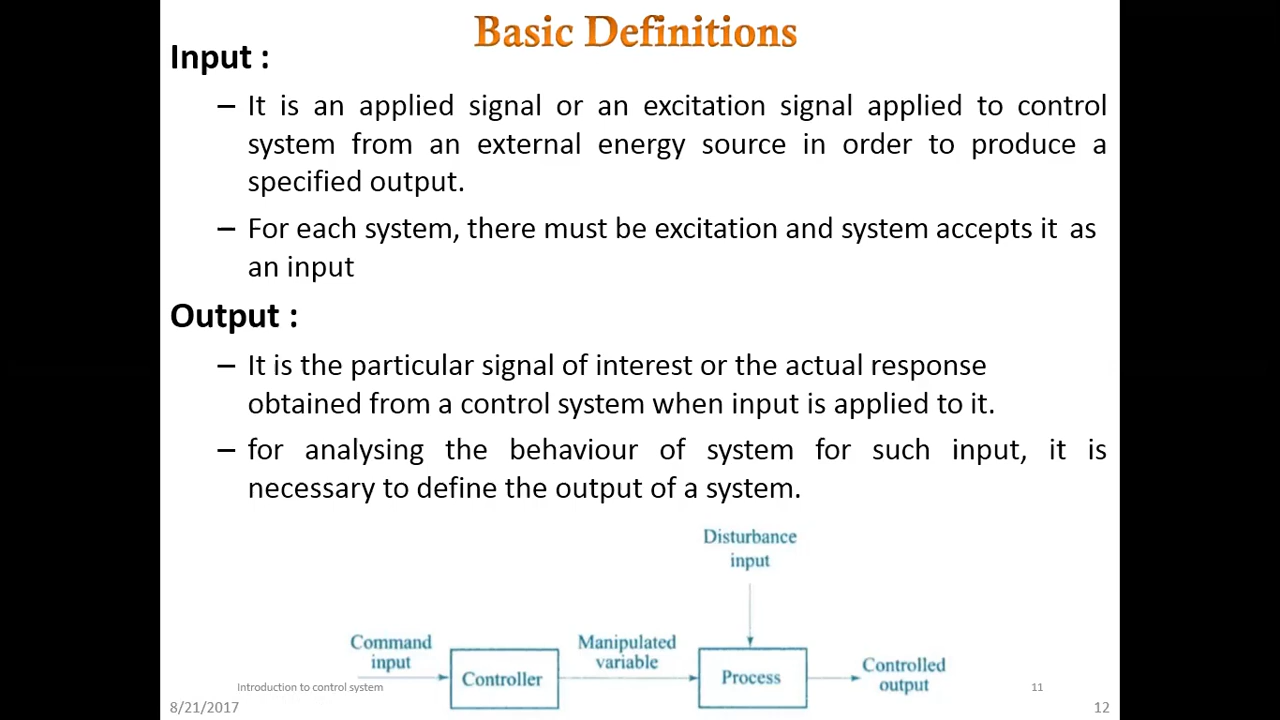 Basic Definitions
Input :
– It is an applied signal or an excitation signal applied to control
system from an external energy source in order to produce a
specified output.
– For each system, there must be excitation and system accepts it as
an input
Output :
– It is the particular signal of interest or the actual response
obtained from a control system when input is applied to it.
– for analysing the behaviour of system for such input, it is
necessary to define the output of a system.
Disturbance
input
Command
input
Controller
Manipulated
variable
Process
Controlled
output
Introduction to control system
11
8/21/2017
12